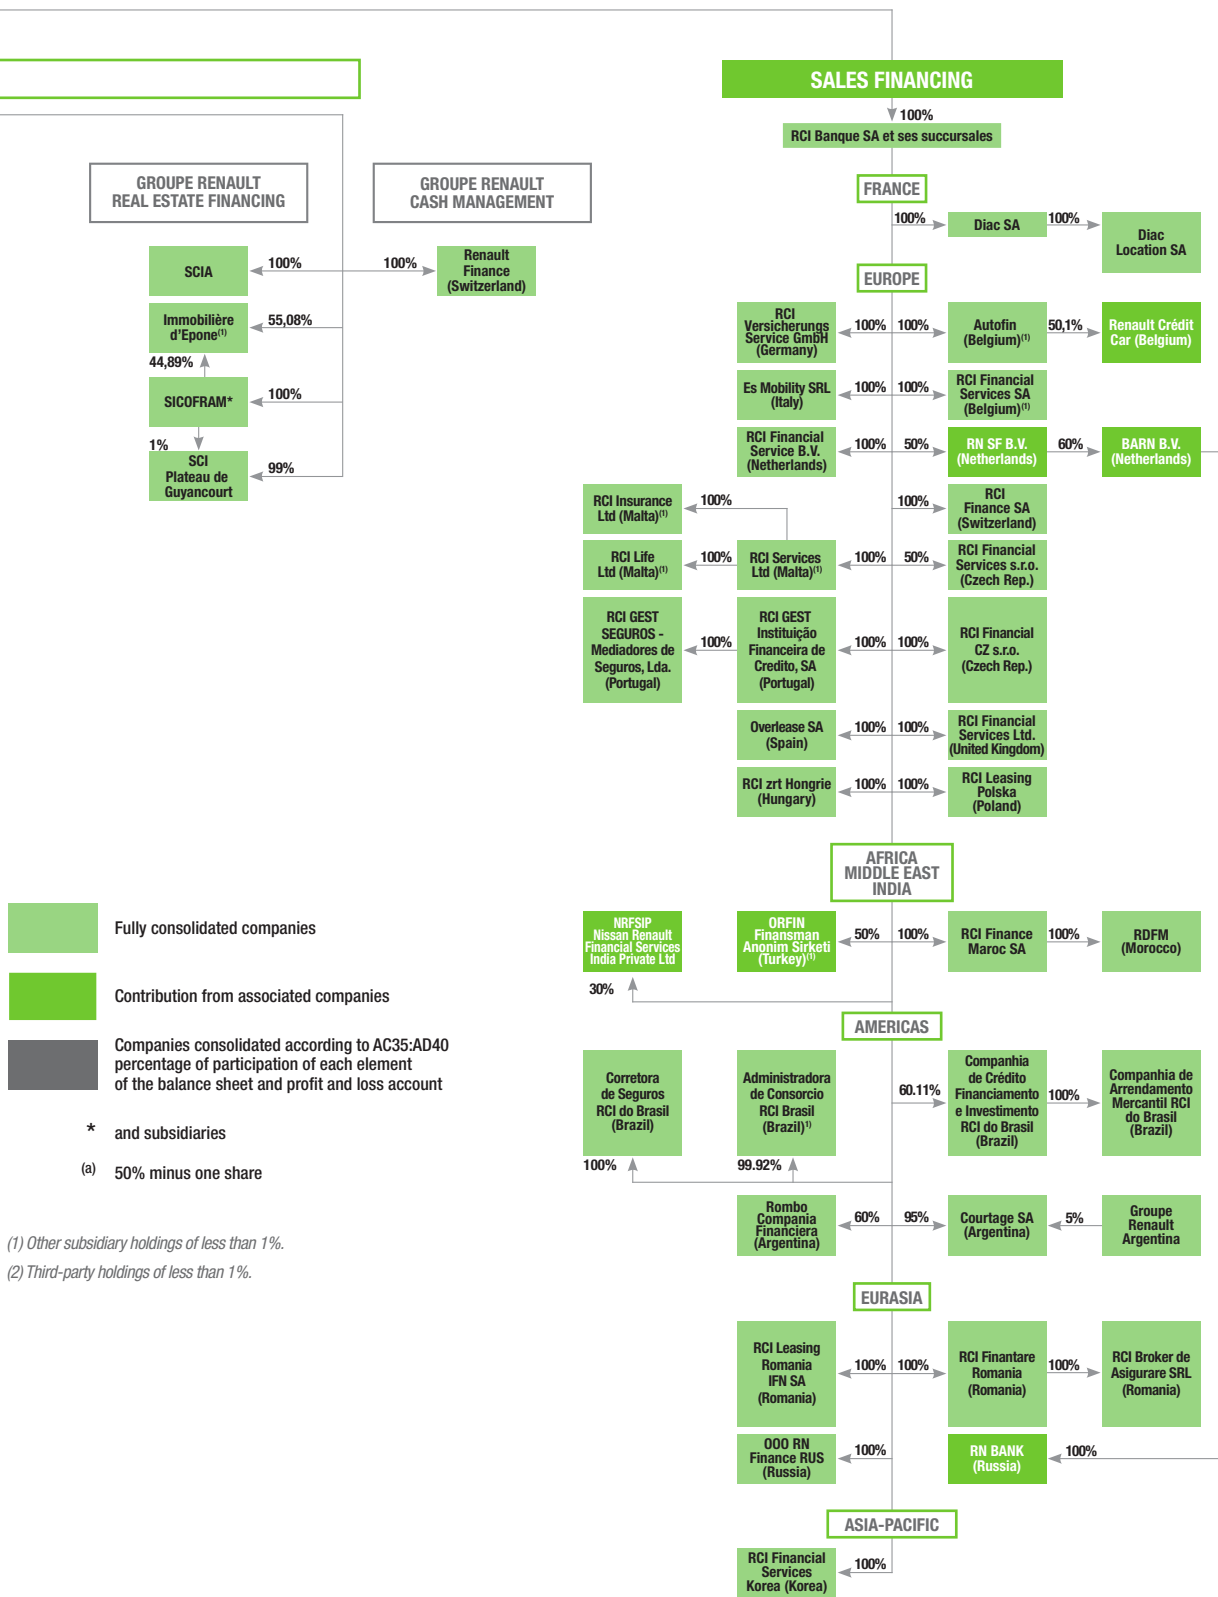 SALES FINANCING
100%
RCI Banque SA et ses succursales
GROUPE RENAULT
REAL ESTATE FINANCING
GROUPE RENAULT
CASH MANAGEMENT
SCIA
100%
100%
Renault
Finance
(Switzerland)
Immobilière
d'Epone(1)
55,08%
44,89%
SICOFRAM*
100%
1%
SCI
Plateau de
Guyancourt
99%
FRANCE
100%
Diac SA
100%
Diac
Location SA
EUROPE
RCI
Versicherungs
Service GmbH
(Germany)
100%
100%
Autofin
(Belgium)(1)
50,1%
Renault Crédit
Car (Belgium)
Es Mobility SRL
(Italy)
100%
100%
RCI Financial
Services SA
(Belgium)(1)
RCI Financial
Service B.V.
(Netherlands)
100%
50%
RN SF B.V.
(Netherlands)
60%
BARN B.V.
(Netherlands)
RCI Insurance
Ltd (Malta)(1)
100%
100%
RCI
Finance SA
(Switzerland)
RCI Life
Ltd (Malta)(1)
100%
RCI Services
Ltd (Malta)(1)
100%
50%
RCI Financial
Services s.r.o.
(Czech Rep.)
RCI GEST
SEGUROS -
Mediadores de
Seguros, Lda.
(Portugal)
100%
RCI GEST
Instituição
Financeira de
Credito, SA
(Portugal)
100%
100%
RCI Financial
CZ s.r.o.
(Czech Rep.)
Overlease SA
(Spain)
100%
100%
RCI Financial
Services Ltd.
(United Kingdom)
RCI zrt Hongrie
(Hungary)
100%
100%
RCI Leasing
Polska
(Poland)
AFRICA
MIDDLE EAST
INDIA
NRFSIP
Nissan Renault
Financial Services
India Private Ltd
30%
ORFIN
Finansman
Anonim Sirketi
(Turkey)(1)
50%
100%
RCI Finance
Maroc SA
100%
RDFM
(Morocco)
AMERICAS
Corretora
de Seguros
RCI do Brasil
(Brazil)
100%
Administradora
de Consorcio
RCI Brasil
(Brazil)1)
99.92%
60.11%
Companhia
de Crédito
Financiamento
e Investimento
RCI do Brasil
(Brazil)
100%
Companhia de
Arrendamento
Mercantil RCI
do Brasil
(Brazil)
Rombo
Compania
Financiera
(Argentina)
60%
95%
Courtage SA
(Argentina)
5%
Groupe
Renault
Argentina
EURASIA
RCI Leasing
Romania
IFN SA
(Romania)
100%
100%
RCI Finantare
Romania
(Romania)
100%
RCI Broker de
Asigurare SRL
(Romania)
OOO RN
Finance RUS
(Russia)
100%
RN BANK
(Russia)
100%
ASIA-PACIFIC
RCI Financial
Services
Korea (Korea)
100%
Fully consolidated companies
Contribution from associated companies
Companies consolidated according to AC35:AD40
percentage of participation of each element
of the balance sheet and profit and loss account
* and subsidiaries
(a) 50% minus one share
(1) Other subsidiary holdings of less than 1%.
(2) Third-party holdings of less than 1%.